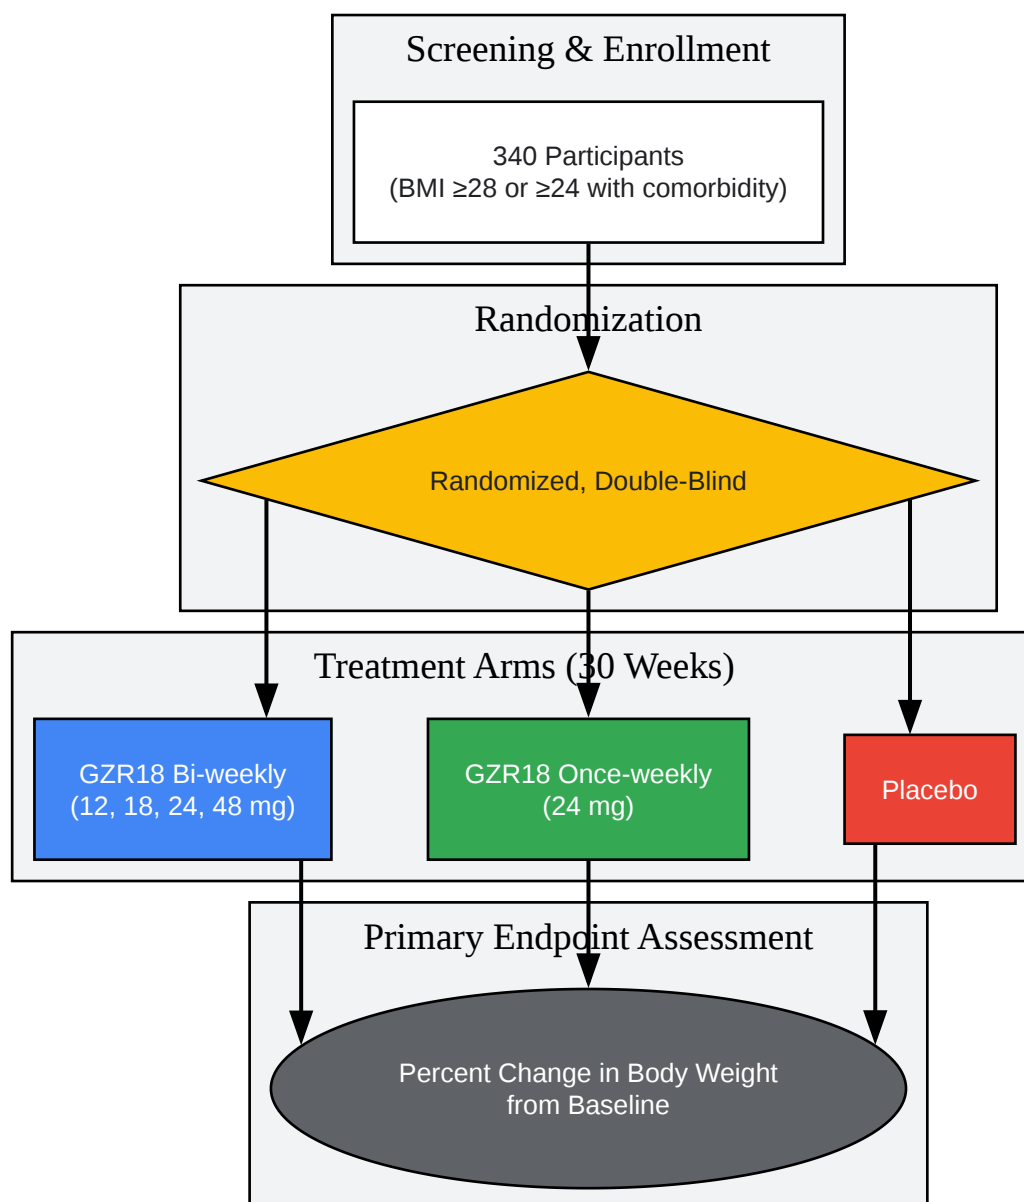 Screening & Enrollment
340 Participants
(BMI ≥28 or ≥24 with comorbidity)
Randomization
Randomized, Double-Blind
Treatment Arms (30 Weeks)
GZR18 Bi-weekly
(12, 18, 24, 48 mg)
GZR18 Once-weekly
(24 mg)
Placebo
Primary Endpoint Assessment
Percent Change in Body Weight
from Baseline